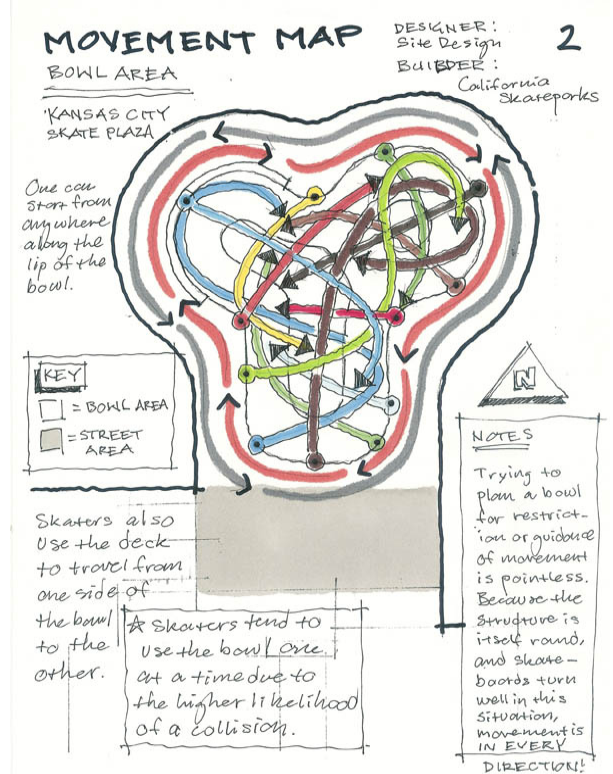 MOVEMENT MAP
BOWL AREA
KANSAS CITY
SKATE PLAZA
DESIGNER:
Site Design
BUILDER:
California
Skateparks
2
One can
start from
anywhere
along the
lip of the
bowl.
KEY
= BOWL AREA
= STREET
AREA
N
Skaters also
use the deck
to travel from
one side of
the bowl
to the
other.
☆ Skaters tend to
use the bowl one
at a time due to
the higher likelihood
of a collision.
NOTES
Trying to
plan a bowl
for restrict-
ion or guidance
of movement
is pointless.
Because the
structure is
itself round,
and skate-
boards turn
well in this
situation,
movement is
IN EVERY
DIRECTION!